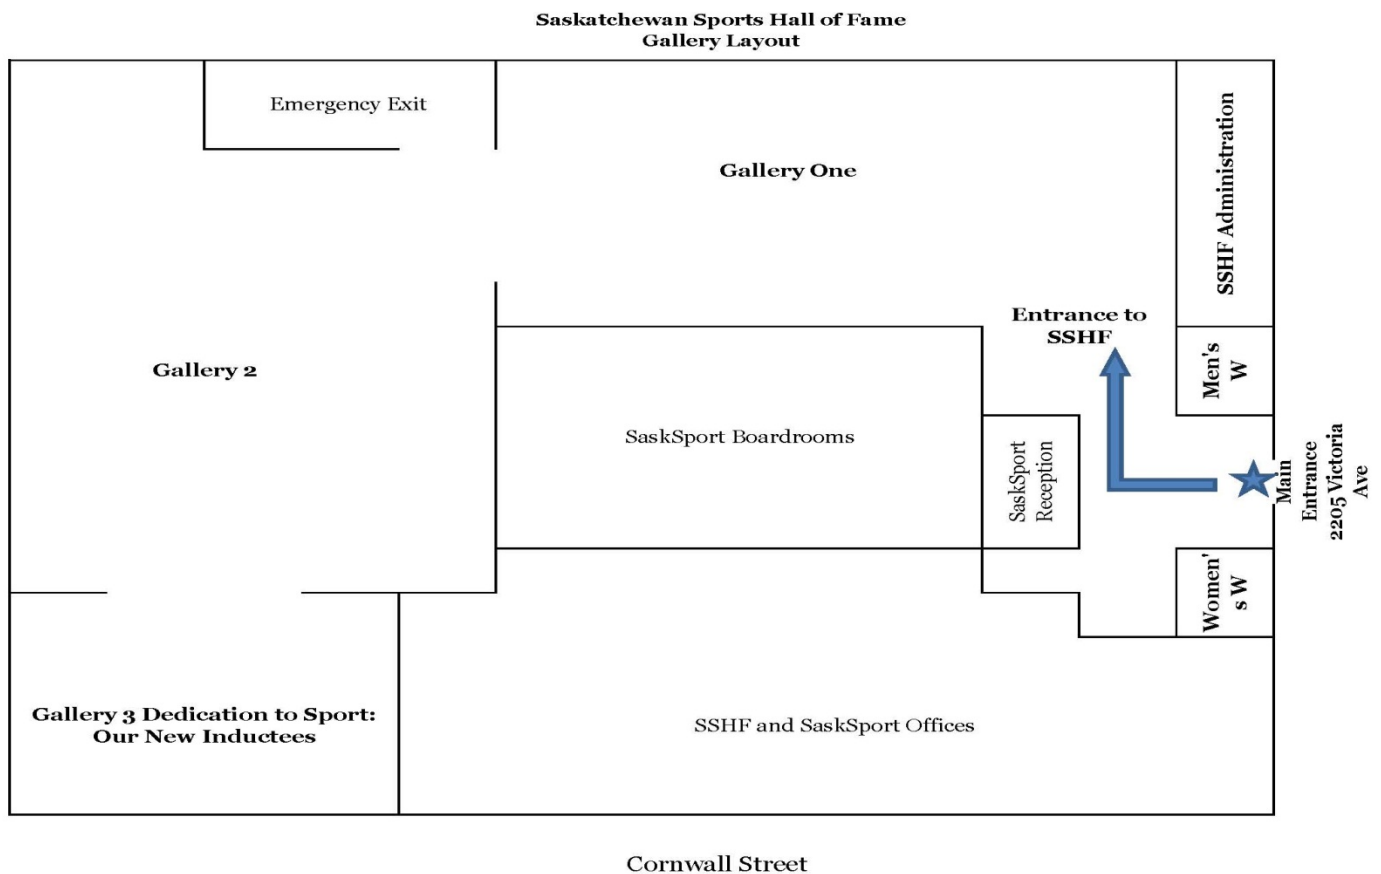 Saskatchewan Sports Hall of Fame
Gallery Layout
Emergency Exit
Gallery One
SSHF Administration
Entrance to
SSHF
Men's
W
Gallery 2
SaskSport Boardrooms
SaskSport
Reception
Main
Entrance
2205 Victoria
Ave
Women'
s W
Gallery 3 Dedication to Sport:
Our New Inductees
SSHF and SaskSport Offices
Cornwall Street